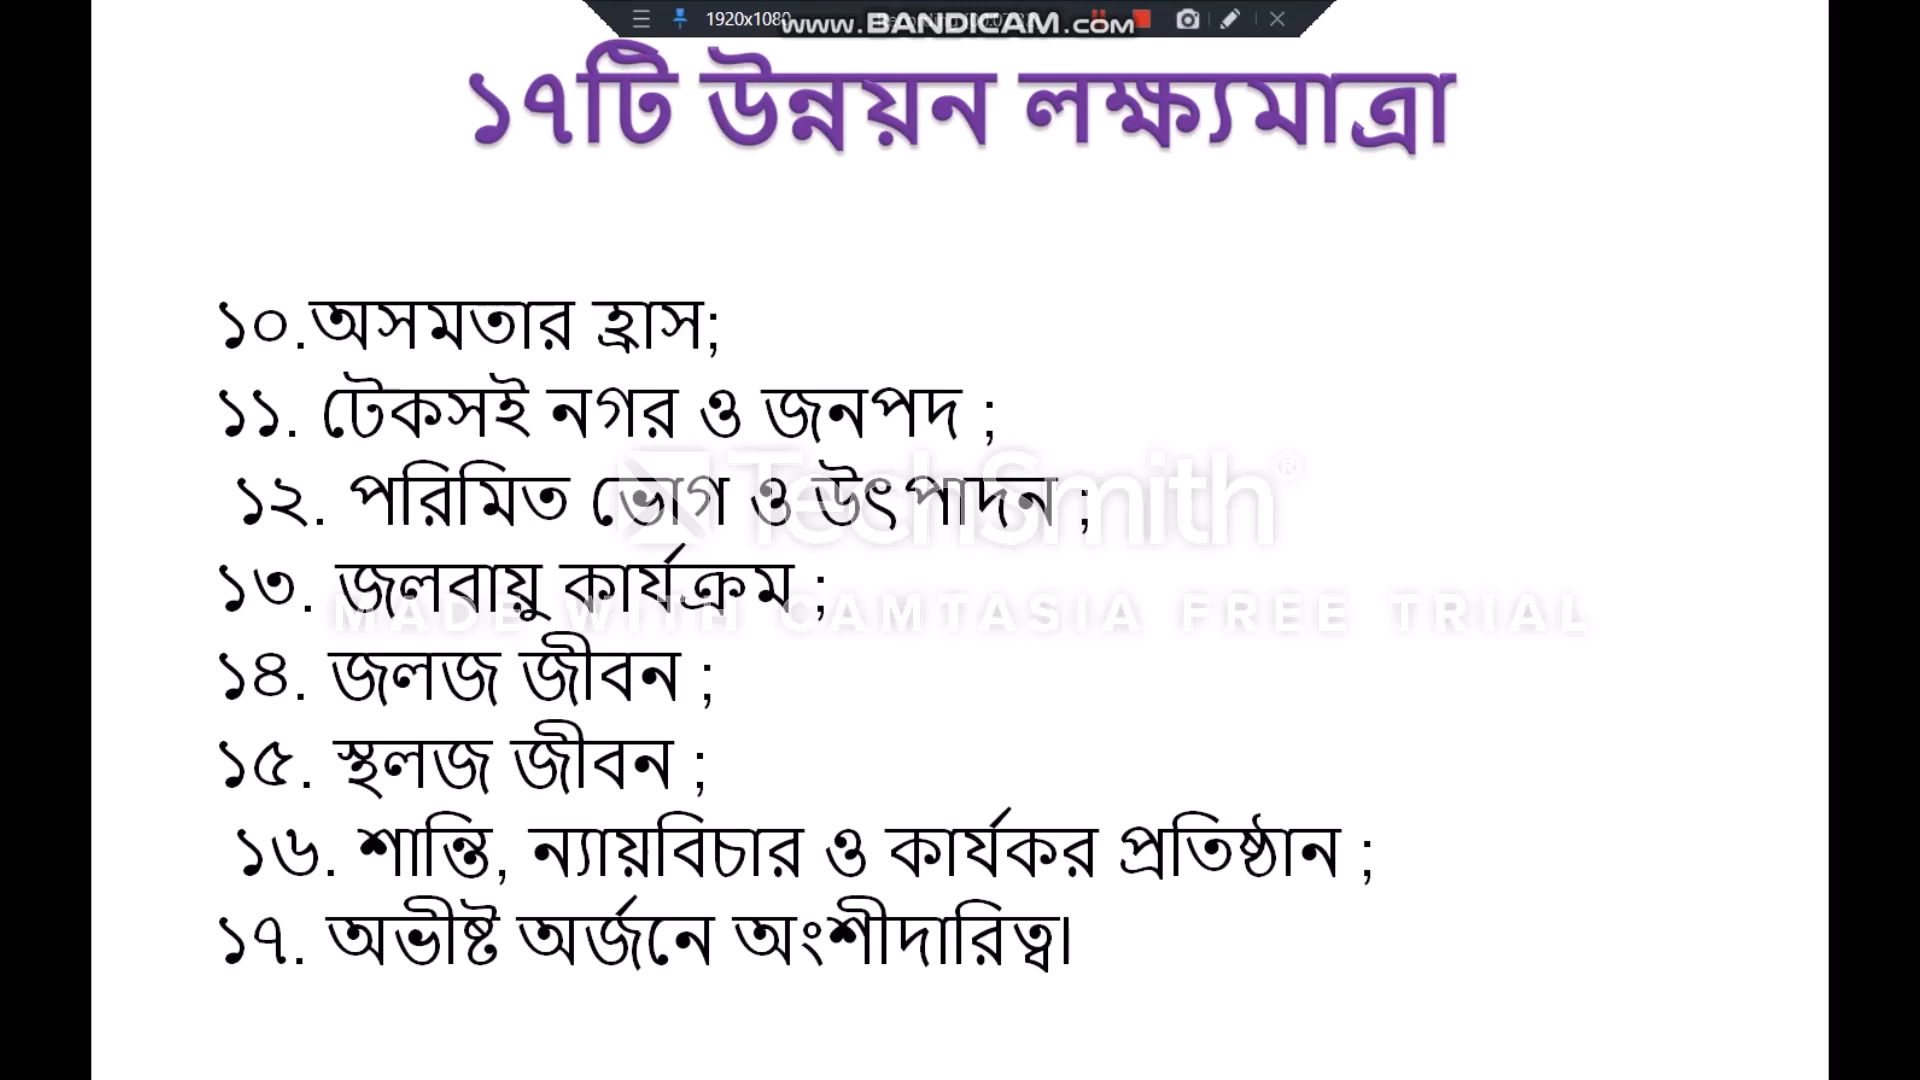 1920x1080
www.BANDICAM.com
১৭টি উন্নয়ন লক্ষ্যমাত্রা
১০.অসমতার হ্রাস;
১১. টেকসই নগর ও জনপদ ;
১২. পরিমিত ভোগ ও উৎপাদন ;
১৩. জলবায়ু কার্যক্রম ;
১৪. জলজ জীবন ;
১৫. স্থলজ জীবন ;
১৬. শান্তি, ন্যায়বিচার ও কার্যকর প্রতিষ্ঠান ;
১৭. অভীষ্ট অর্জনে অংশীদারিত্ব।
TechSmith®
MADE WITH CAMTASIA FREE TRIAL